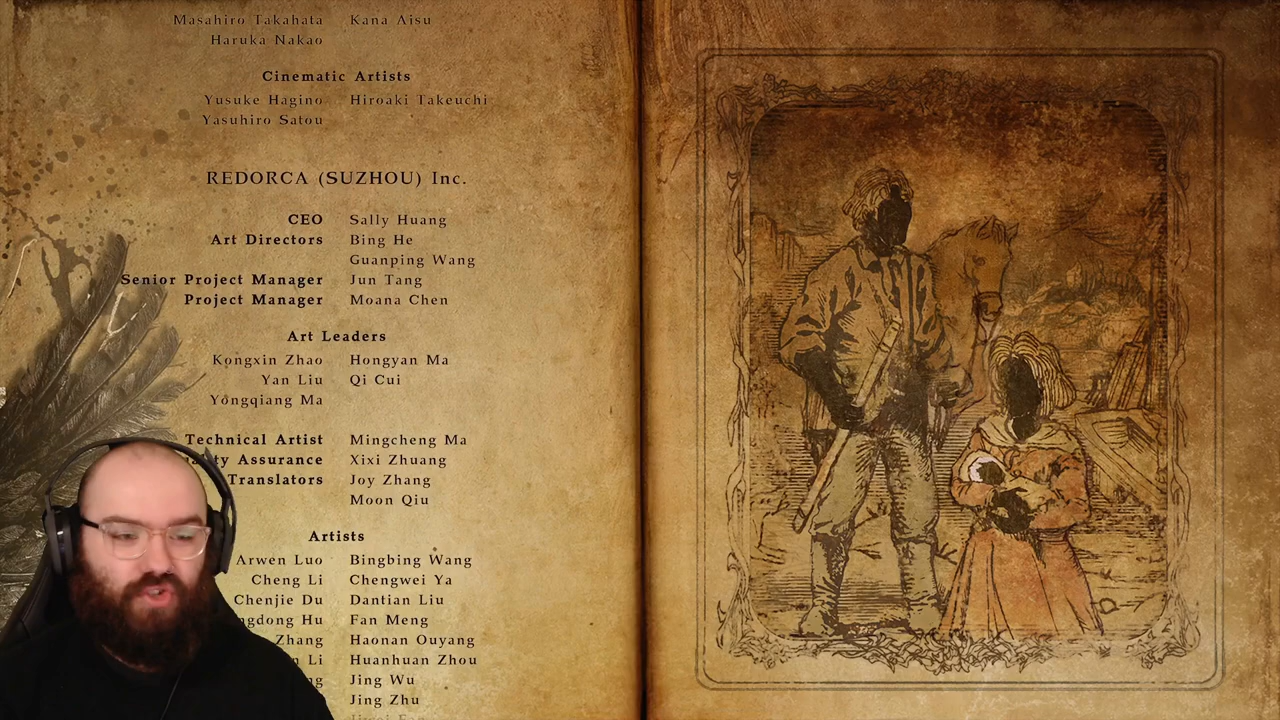 Masahiro Takahata Kana Aisu
Haruka Nakao
Cinematic Artists
Yusuke Hagino Hiroaki Takeuchi
Yasuhiro Satou
REDORCA (SUZHOU) Inc.
CEO Sally Huang
Art Directors Bing He
Guanping Wang
Senior Project Manager Jun Tang
Project Manager Moana Chen
Art Leaders
Kongxin Zhao Hongyan Ma
Yan Liu Qi Cui
Yongqiang Ma
Technical Artist Mingcheng Ma
Assurance Xixi Zhuang
Translators Joy Zhang
Moon Qiu
Artists
Arwen Luo Bingbing Wang
Cheng Li Chengwei Ya
Chenjie Du Dantian Liu
Hu Fan Meng
Zhang Haonan Ouyang
Li Huanhuan Zhou
Jing Wu
Jing Zhu